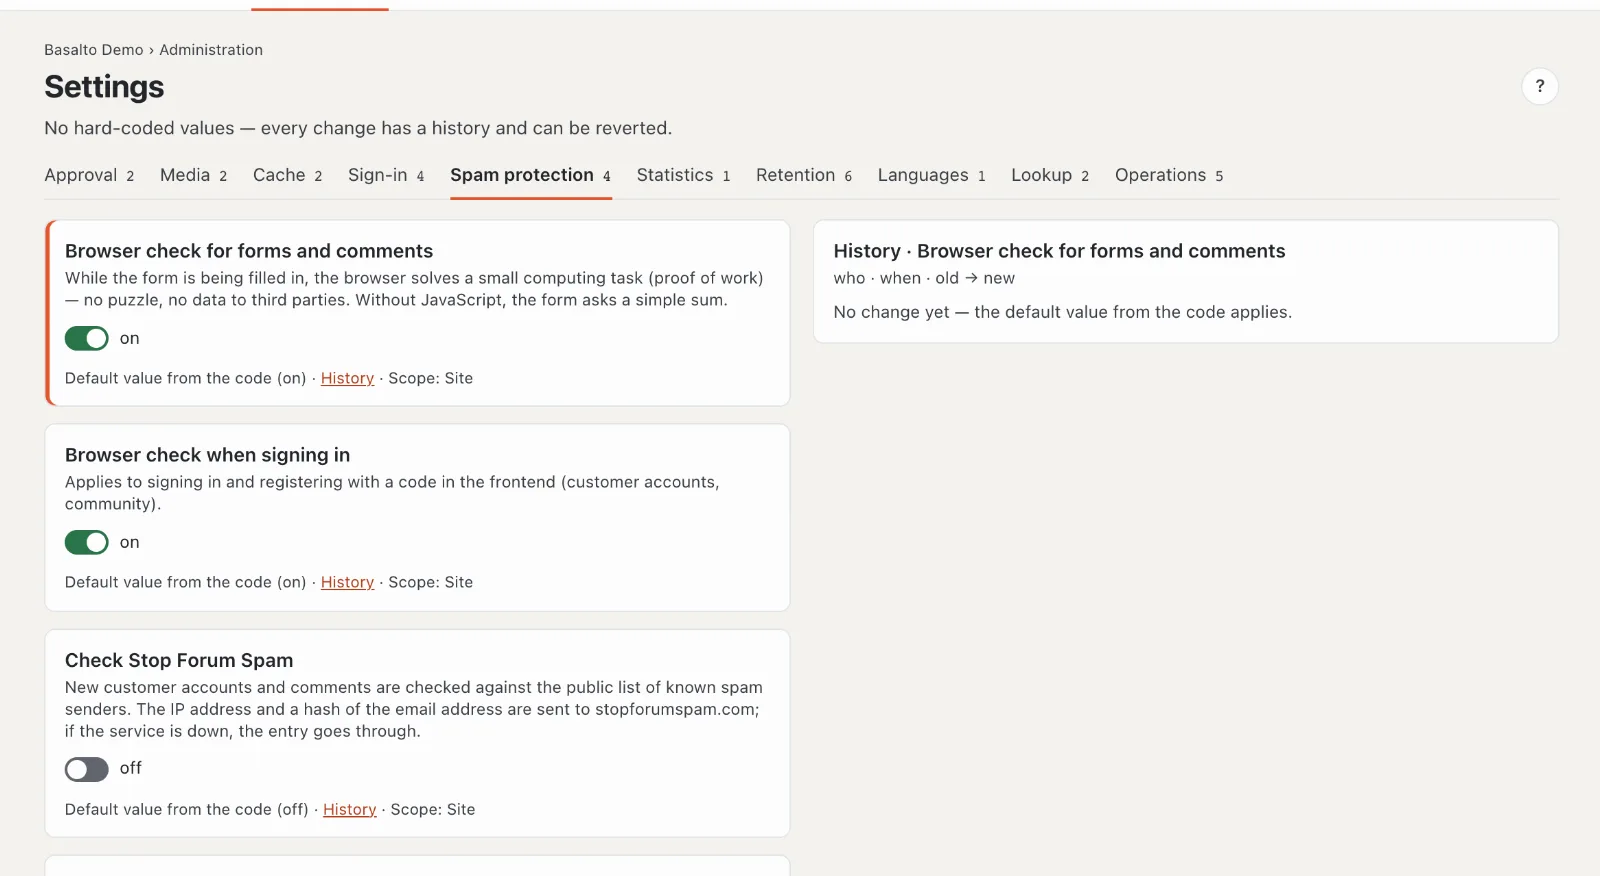 Basalto Demo › Administration
Settings
?
No hard-coded values — every change has a history and can be reverted.
Approval 2 Media 2 Cache 2 Sign-in 4 Spam protection 4 Statistics 1 Retention 6 Languages 1 Lookup 2 Operations 5
Browser check for forms and comments
While the form is being filled in, the browser solves a small computing task (proof of work)
— no puzzle, no data to third parties. Without JavaScript, the form asks a simple sum.
on
Default value from the code (on) · History · Scope: Site
Browser check when signing in
Applies to signing in and registering with a code in the frontend (customer accounts,
community).
on
Default value from the code (on) · History · Scope: Site
Check Stop Forum Spam
New customer accounts and comments are checked against the public list of known spam
senders. The IP address and a hash of the email address are sent to stopforumspam.com;
if the service is down, the entry goes through.
off
Default value from the code (off) · History · Scope: Site
History · Browser check for forms and comments
who · when · old → new
No change yet — the default value from the code applies.